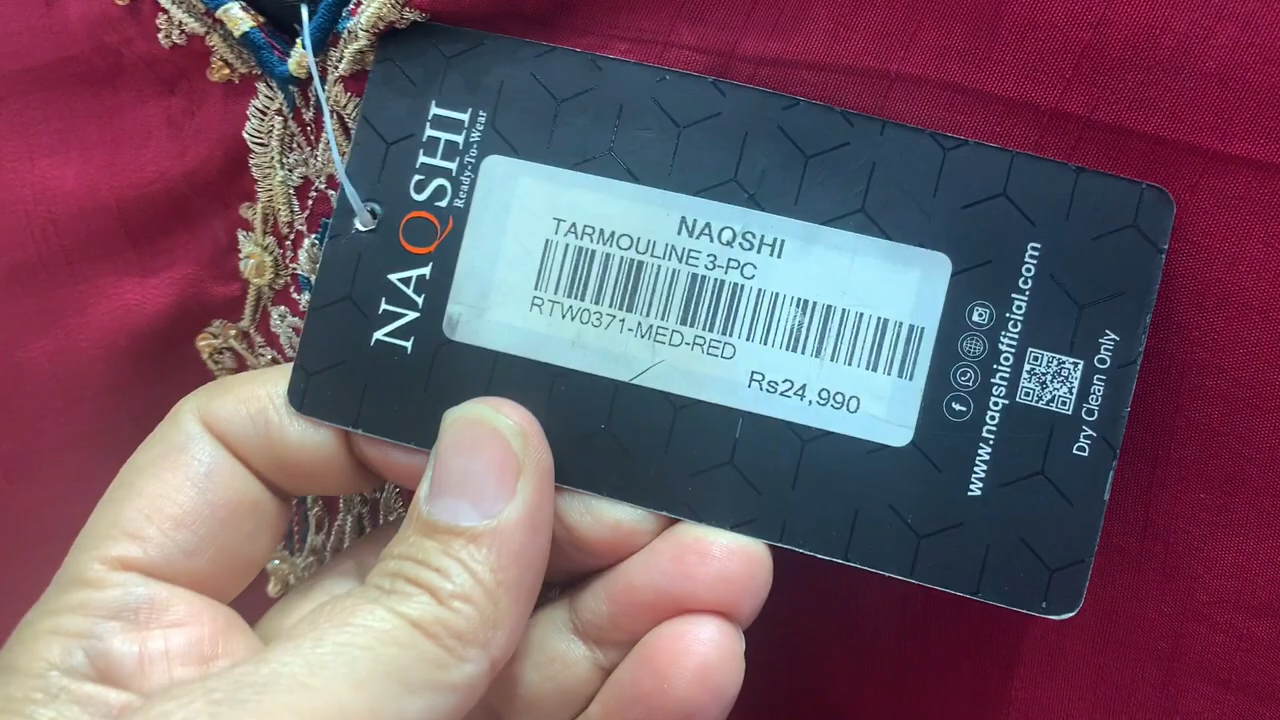 NAQSHI
Ready-To-Wear
NAQSHI
TARMOULINE 3-PC
RTW0371-MED-RED
Rs24,990
www.naqshiofficial.com
Dry Clean Only